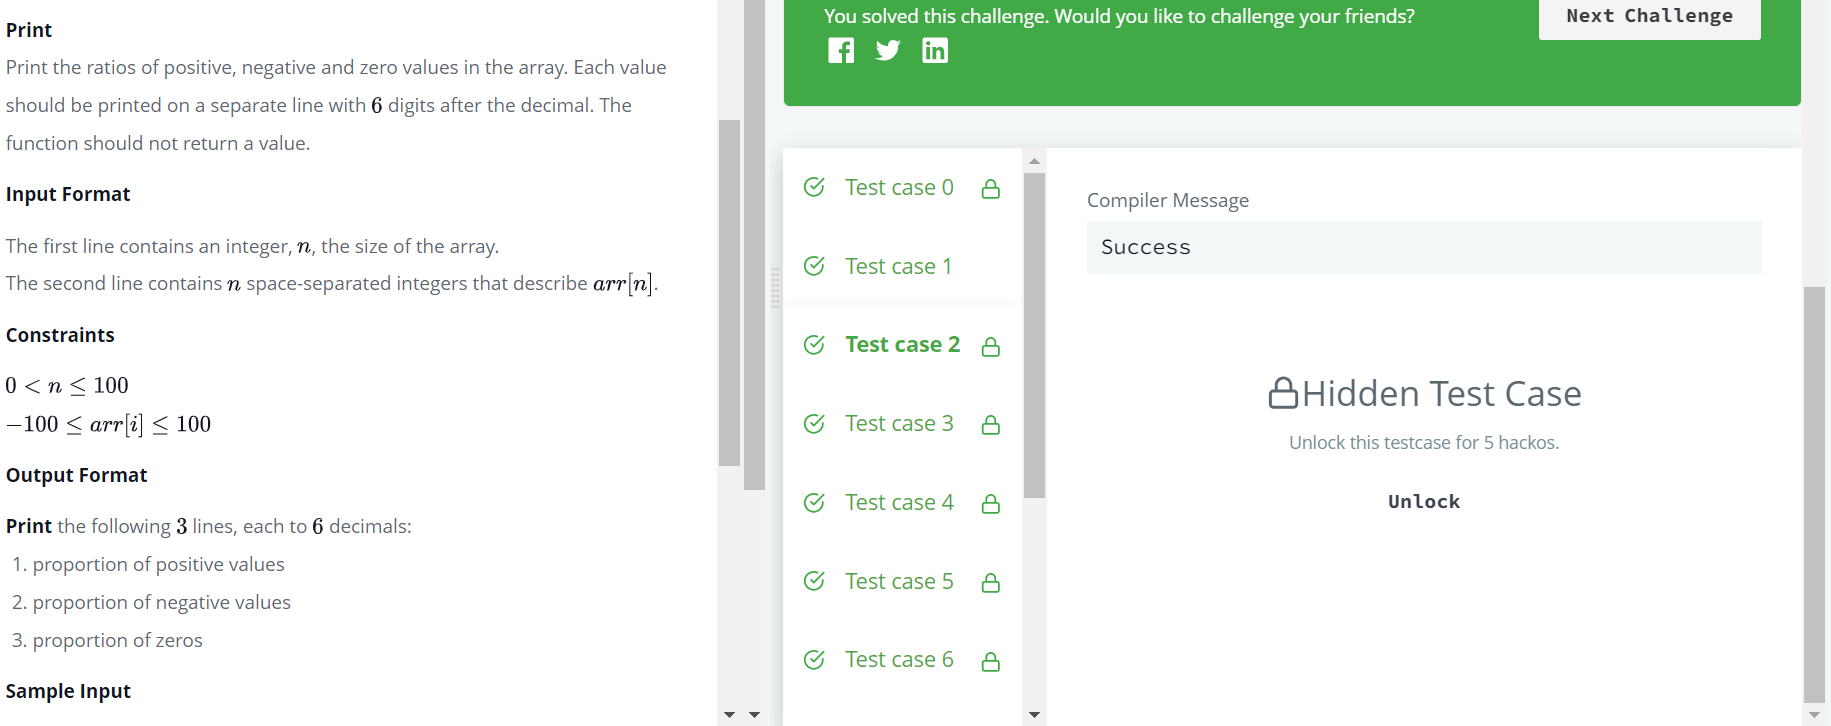 Print
Print the ratios of positive, negative and zero values in the array. Each value
should be printed on a separate line with 6 digits after the decimal. The
function should not return a value.
Input Format
The first line contains an integer, n, the size of the array.
The second line contains n space-separated integers that describe arr[n].
Constraints
0 < n ≤ 100
−100 ≤ arr[i] ≤ 100
Output Format
Print the following 3 lines, each to 6 decimals:
1. proportion of positive values
2. proportion of negative values
3. proportion of zeros
Sample Input
You solved this challenge. Would you like to challenge your friends?
Next Challenge
Test case 0
Test case 1
Test case 2
Test case 3
Test case 4
Test case 5
Test case 6
Compiler Message
Success
Hidden Test Case
Unlock this testcase for 5 hackos.
Unlock